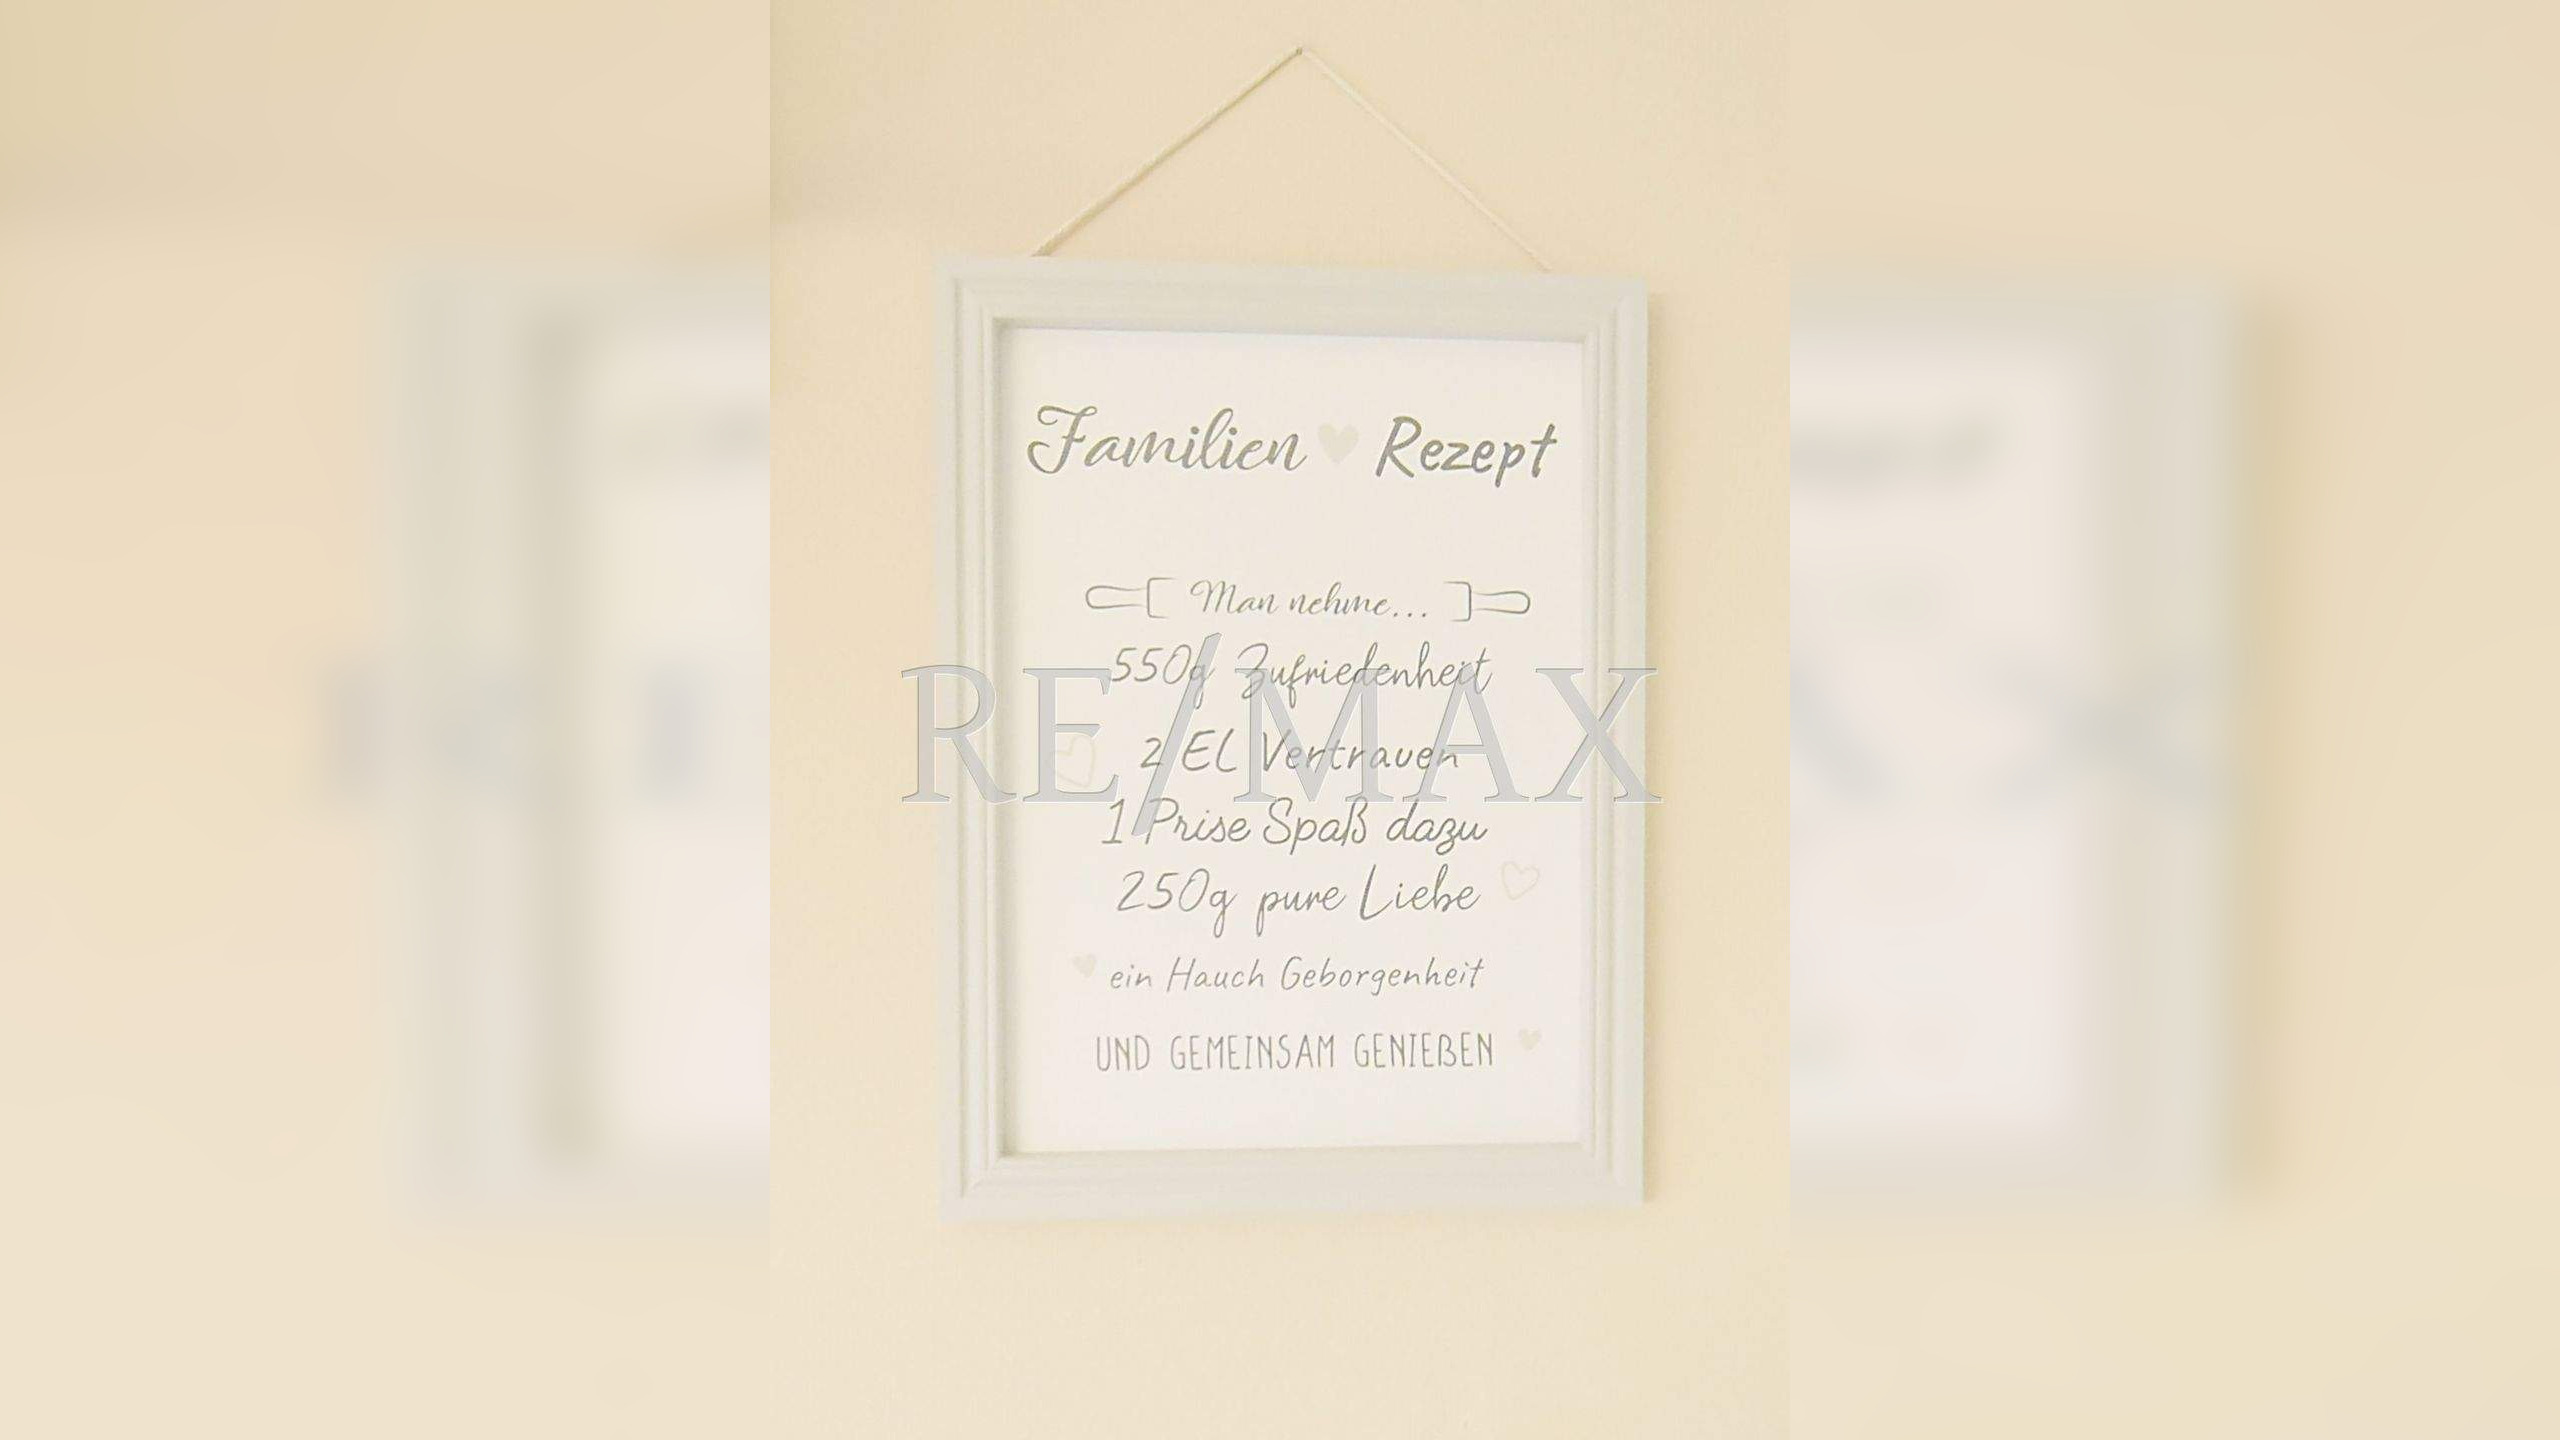 Familien Rezept
Man nehme...
550g Zufriedenheit
RE/MAX
2 EL Vertrauen
1 Prise Spaß dazu
250g pure Liebe
ein Hauch Geborgenheit
UND GEMEINSAM GENIEßEN